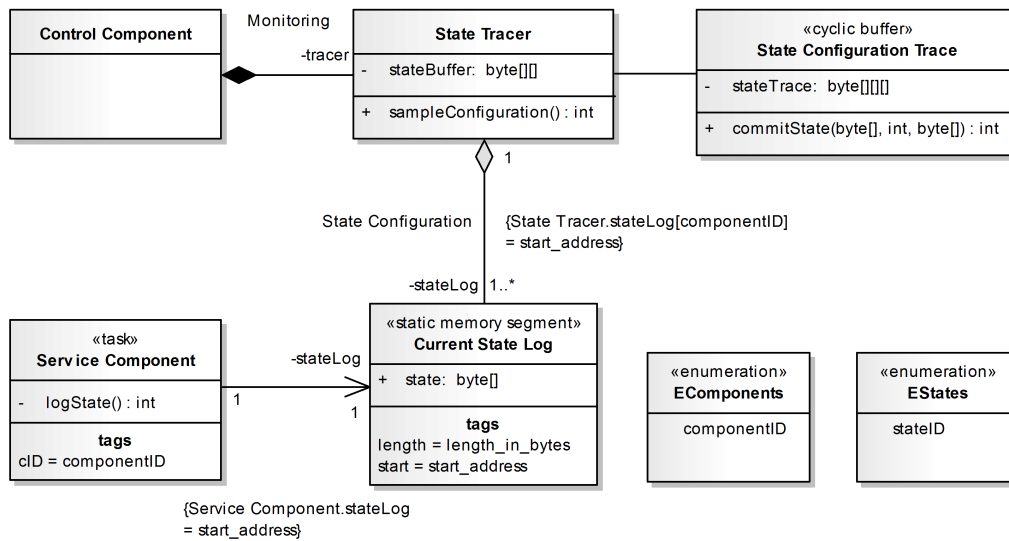 Control Component
Monitoring
-tracer
State Tracer
- stateBuffer: byte[][]
+ sampleConfiguration() : int
«cyclic buffer»
State Configuration Trace
- stateTrace: byte[][][]
+ commitState(byte[], int, byte[]) : int
1
State Configuration
{State Tracer.stateLog[componentID]
= start_address}
-stateLog
1..*
«task»
Service Component
- logState() : int
tags
cID = componentID
-stateLog
1
1
{Service Component.stateLog
= start_address}
«static memory segment»
Current State Log
+ state: byte[]
tags
length = length_in_bytes
start = start_address
«enumeration»
EComponents
componentID
«enumeration»
EStates
stateID